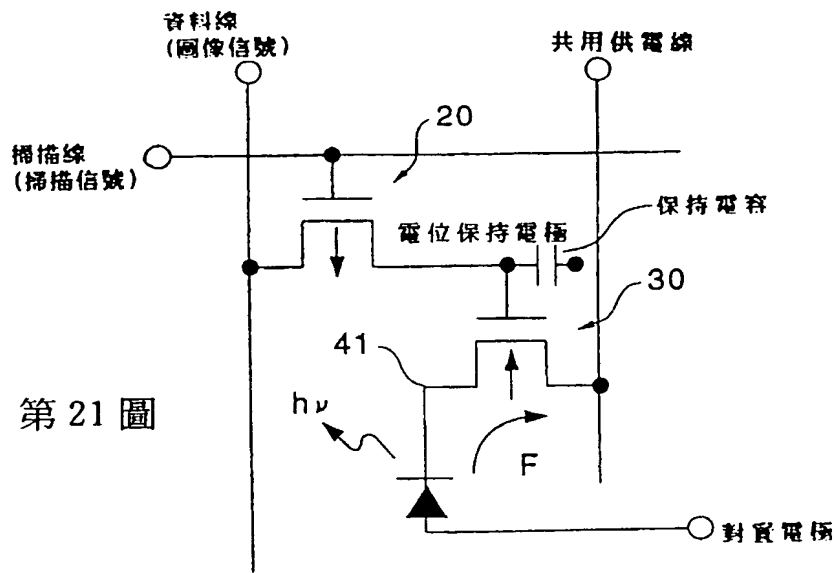 資料線
(圖像信號)
共用供電線
20
掃描線
(掃描信號)
保持電容
電位保持電極
30
41
第 21 圖
hν
F
對置電極